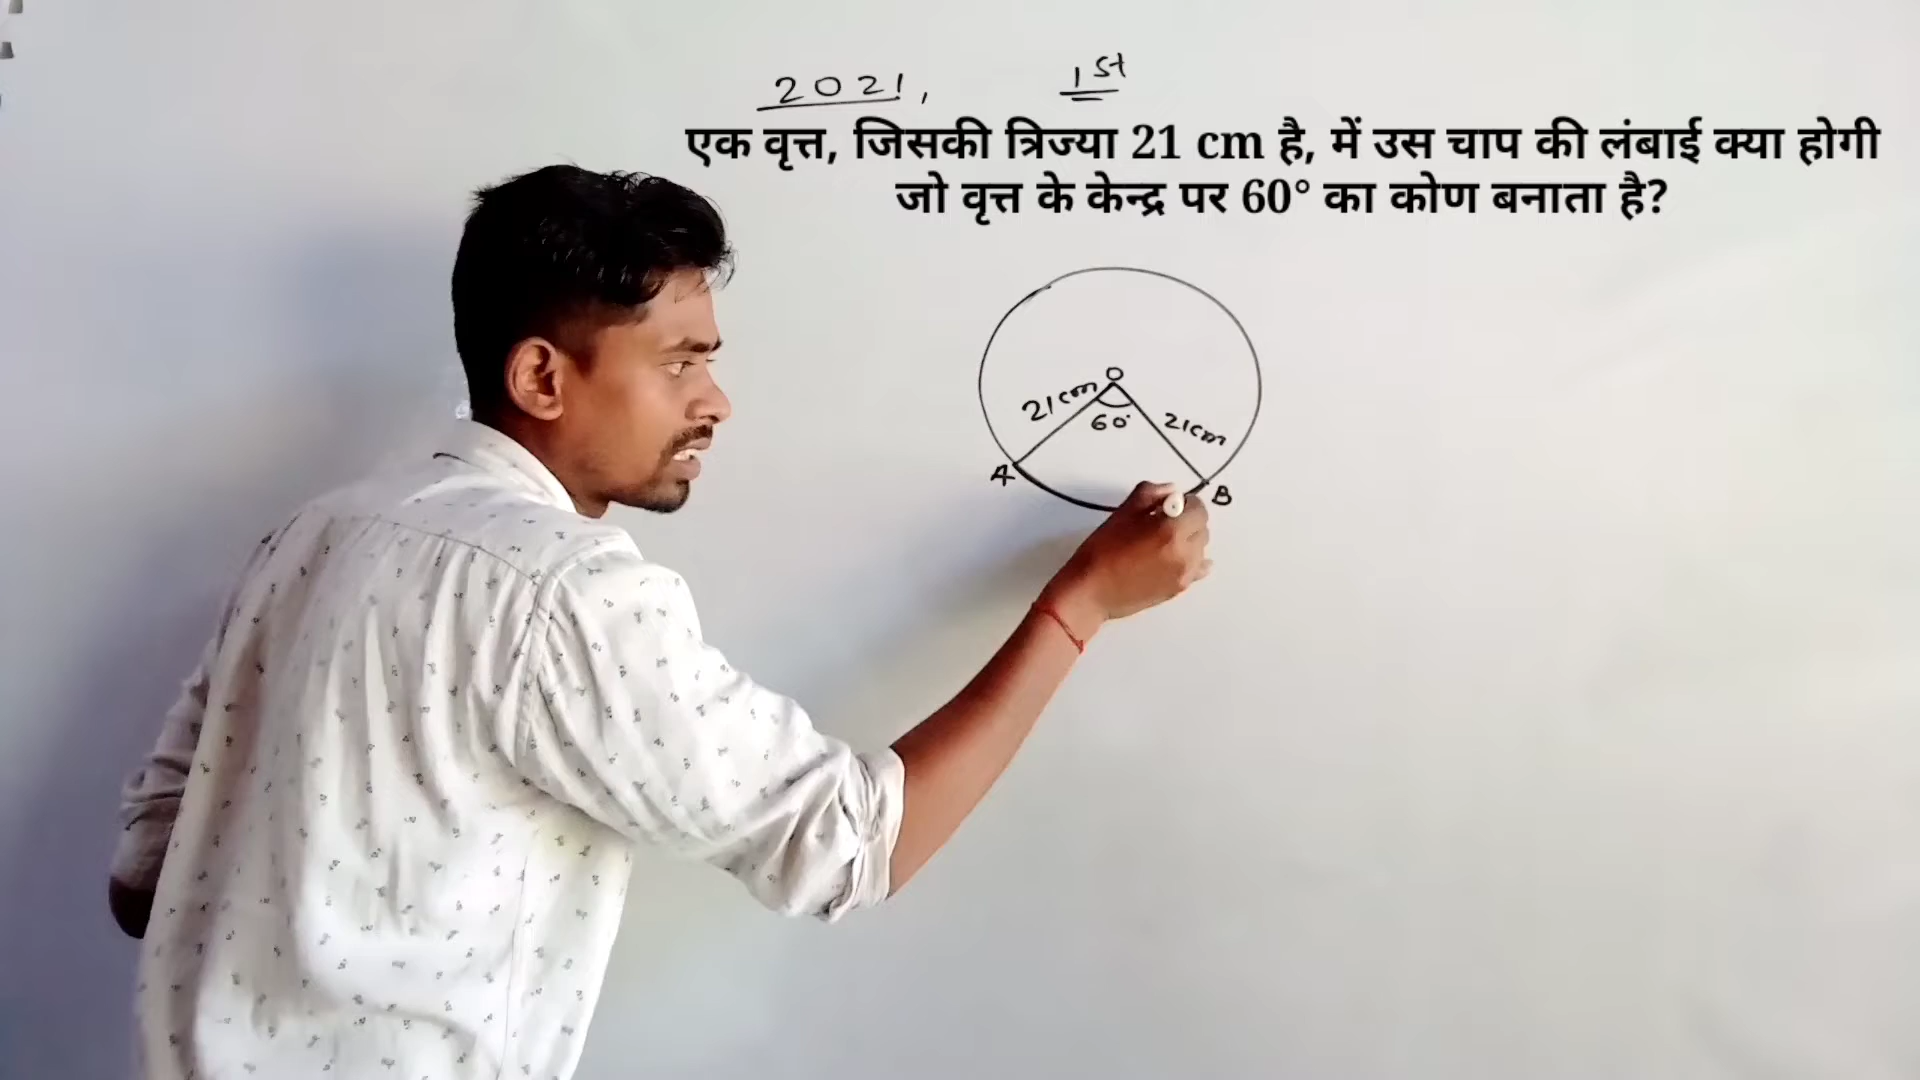 2021, 1st
एक वृत्त, जिसकी त्रिज्या 21 cm है, में उस चाप की लंबाई क्या होगी
जो वृत्त के केन्द्र पर 60° का कोण बनाता है?
O
21cm
60°
21cm
A
B